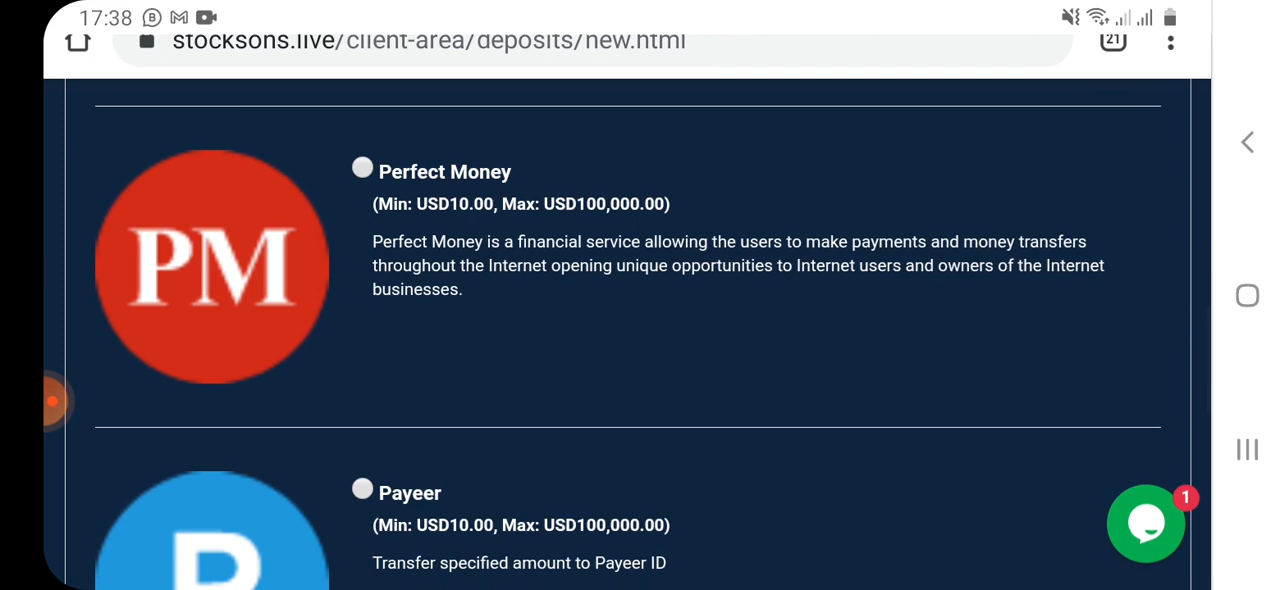 17:38
stocksons.live/client-area/deposits/new.html
21
PM
Perfect Money
(Min: USD10.00, Max: USD100,000.00)
Perfect Money is a financial service allowing the users to make payments and money transfers
throughout the Internet opening unique opportunities to Internet users and owners of the Internet
businesses.
Payeer
(Min: USD10.00, Max: USD100,000.00)
Transfer specified amount to Payeer ID
1